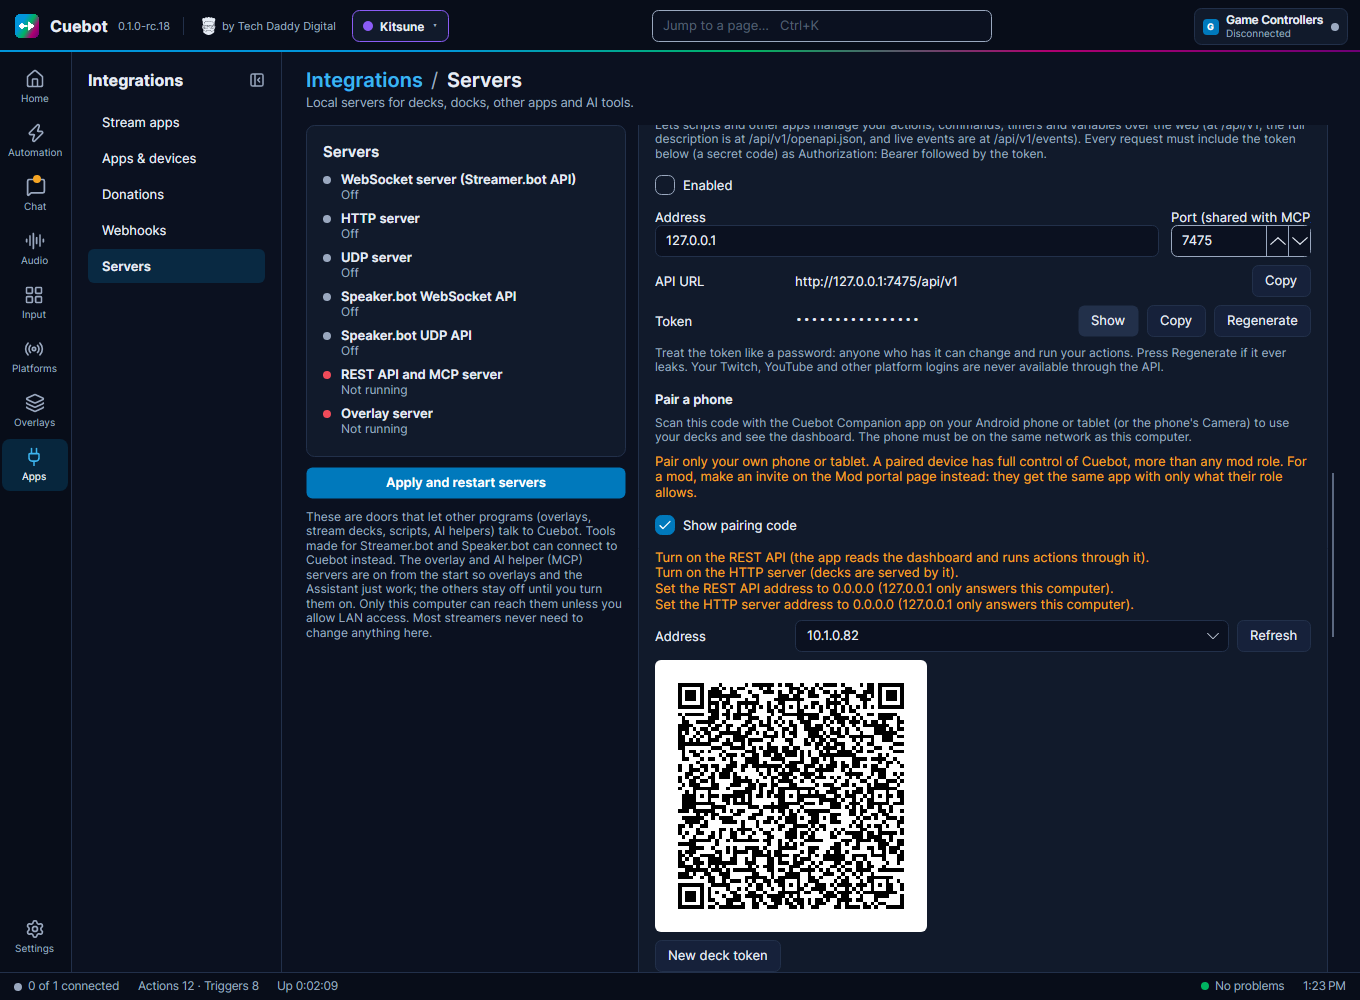 Cuebot 0.1.0-rc.18 by Tech Daddy Digital Kitsune
Jump to a page... Ctrl+K
G Game Controllers
Disconnected
Home
Automation
Chat
Audio
Input
Platforms
Overlays
Apps
Settings
Integrations
Stream apps
Apps & devices
Donations
Webhooks
Servers
Integrations / Servers
Local servers for decks, docks, other apps and AI tools.
Servers
WebSocket server (Streamer.bot API)
Off
HTTP server
Off
UDP server
Off
Speaker.bot WebSocket API
Off
Speaker.bot UDP API
Off
REST API and MCP server
Not running
Overlay server
Not running
Apply and restart servers
These are doors that let other programs (overlays,
stream decks, scripts, AI helpers) talk to Cuebot. Tools
made for Streamer.bot and Speaker.bot can connect to
Cuebot instead. The overlay and AI helper (MCP)
servers are on from the start so overlays and the
Assistant just work; the others stay off until you turn
them on. Only this computer can reach them unless you
allow LAN access. Most streamers never need to
change anything here.
Lets scripts and other apps manage your actions, commands, timers and variables over the web (at /api/v1; the full
description is at /api/v1/openapi.json, and live events are at /api/v1/events). Every request must include the token
below (a secret code) as Authorization: Bearer followed by the token.
Enabled
Address
Port (shared with MCP
127.0.0.1
7475
API URL
http://127.0.0.1:7475/api/v1
Copy
Token
••••••••••••••••
Show
Copy
Regenerate
Treat the token like a password: anyone who has it can change and run your actions. Press Regenerate if it ever
leaks. Your Twitch, YouTube and other platform logins are never available through the API.
Pair a phone
Scan this code with the Cuebot Companion app on your Android phone or tablet (or the phone's Camera) to use
your decks and see the dashboard. The phone must be on the same network as this computer.
Pair only your own phone or tablet. A paired device has full control of Cuebot, more than any mod role. For
a mod, make an invite on the Mod portal page instead: they get the same app with only what their role
allows.
Show pairing code
Turn on the REST API (the app reads the dashboard and runs actions through it).
Turn on the HTTP server (decks are served by it).
Set the REST API address to 0.0.0.0 (127.0.0.1 only answers this computer).
Set the HTTP server address to 0.0.0.0 (127.0.0.1 only answers this computer).
Address
10.1.0.82
Refresh
New deck token
0 of 1 connected
Actions 12 · Triggers 8
Up 0:02:09
No problems
1:23 PM